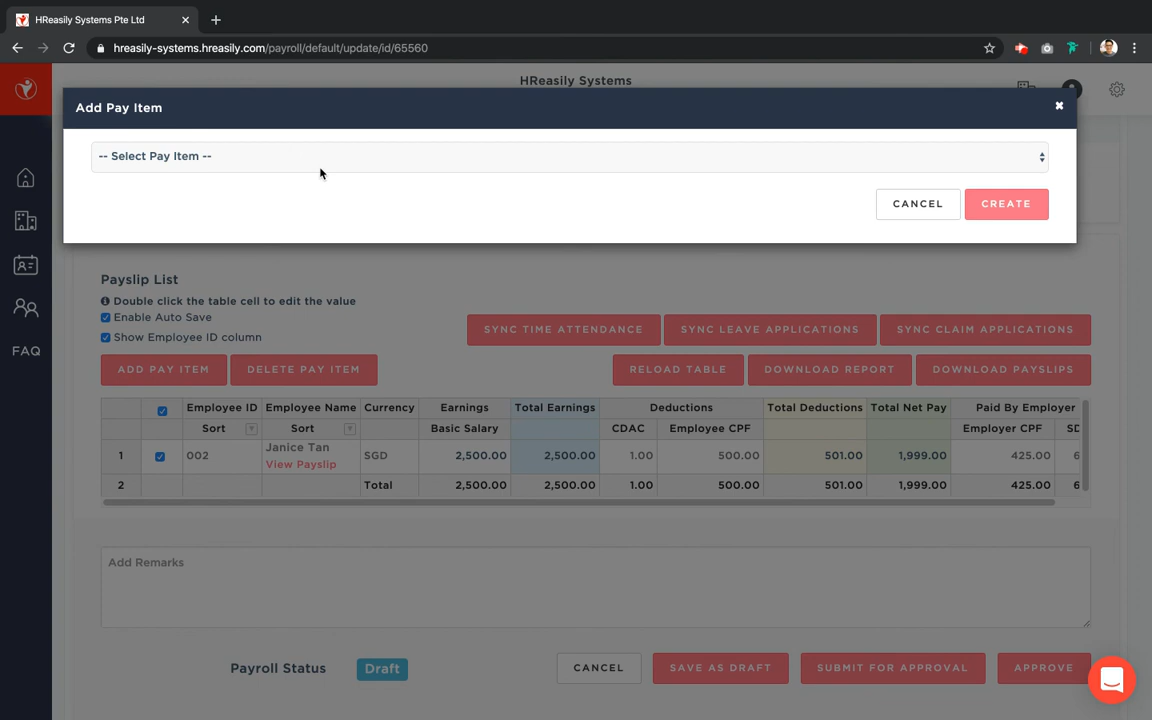 HReasily Systems Pte Ltd
hreasily-systems.hreasily.com/payroll/default/update/id/65560
HReasily Systems
Add Pay Item
-- Select Pay Item --
CANCEL CREATE
FAQ
Payslip List
Double click the table cell to edit the value
Enable Auto Save
Show Employee ID column
SYNC TIME ATTENDANCE SYNC LEAVE APPLICATIONS SYNC CLAIM APPLICATIONS
ADD PAY ITEM DELETE PAY ITEM RELOAD TABLE DOWNLOAD REPORT DOWNLOAD PAYSLIPS
Employee ID Employee Name Currency Earnings Total Earnings Deductions Total Deductions Total Net Pay Paid By Employer
Sort Sort Basic Salary CDAC Employee CPF Employer CPF SD
1 002 Janice Tan SGD 2,500.00 2,500.00 1.00 500.00 501.00 1,999.00 425.00 6
View Payslip
2 Total 2,500.00 2,500.00 1.00 500.00 501.00 1,999.00 425.00 6
Add Remarks
Payroll Status Draft CANCEL SAVE AS DRAFT SUBMIT FOR APPROVAL APPROVE